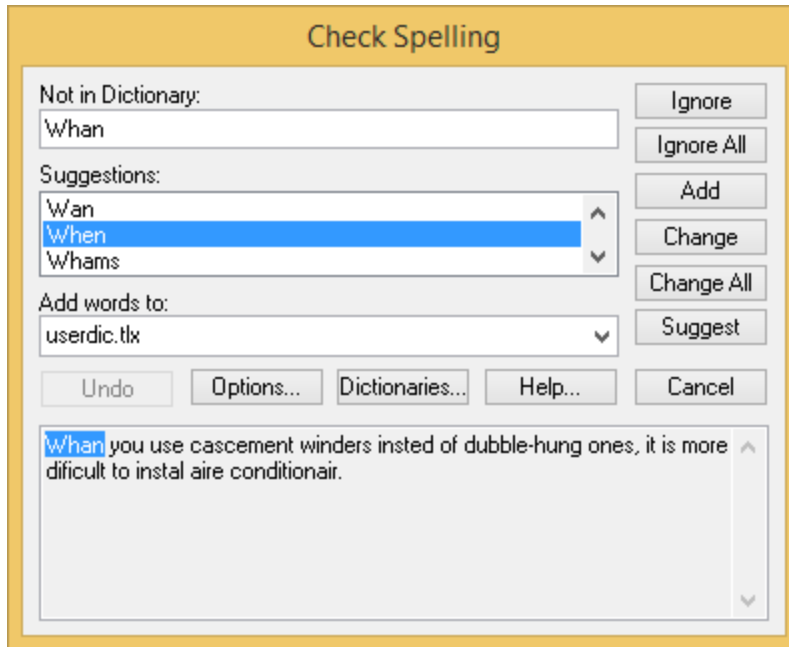 Check Spelling
Not in Dictionary:
Whan
Suggestions:
Wan
When
Whams
Add words to:
userdic.tlx
Ignore
Ignore All
Add
Change
Change All
Suggest
Undo
Options...
Dictionaries...
Help...
Cancel
Whan you use cascement winders insted of dubble-hung ones, it is more
dificult to instal aire conditionair.